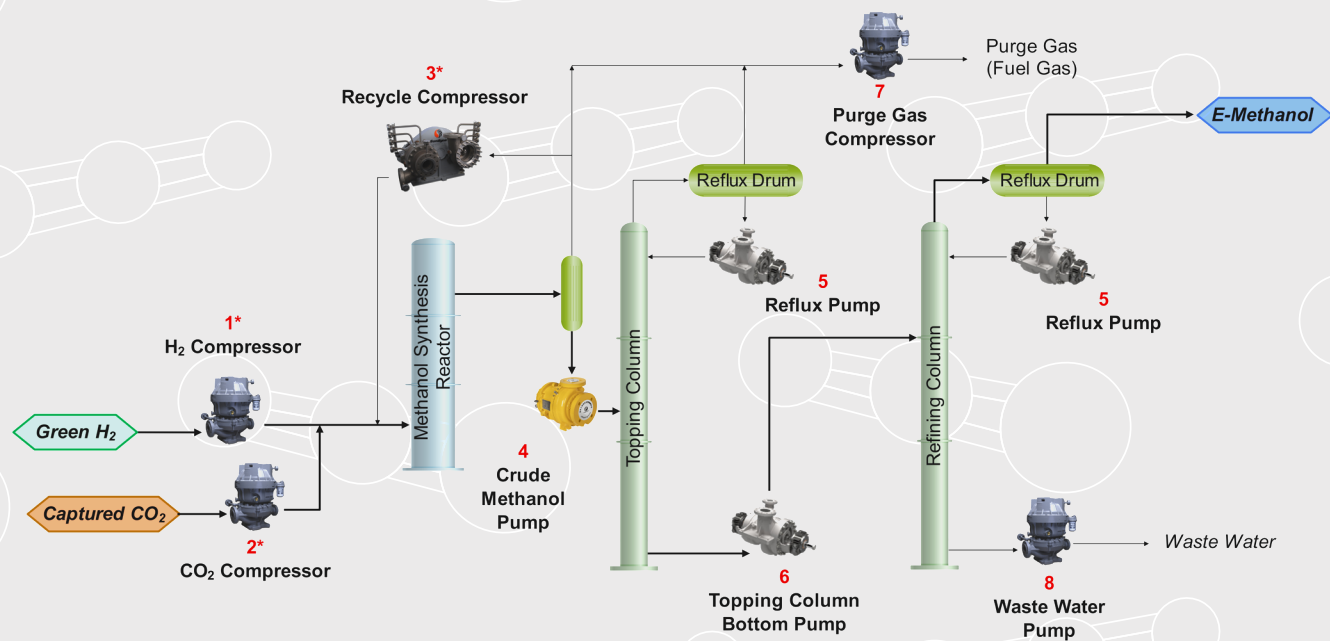 3*
Recycle Compressor
7
Purge Gas
Compressor
Purge Gas
(Fuel Gas)
E-Methanol
Reflux Drum
Reflux Drum
5
Reflux Pump
5
Reflux Pump
1*
H₂ Compressor
Green H₂
Captured CO₂
2*
CO₂ Compressor
Methanol Synthesis
Reactor
4
Crude
Methanol
Pump
Topping Column
6
Topping Column
Bottom Pump
Refining Column
8
Waste Water
Pump
Waste Water